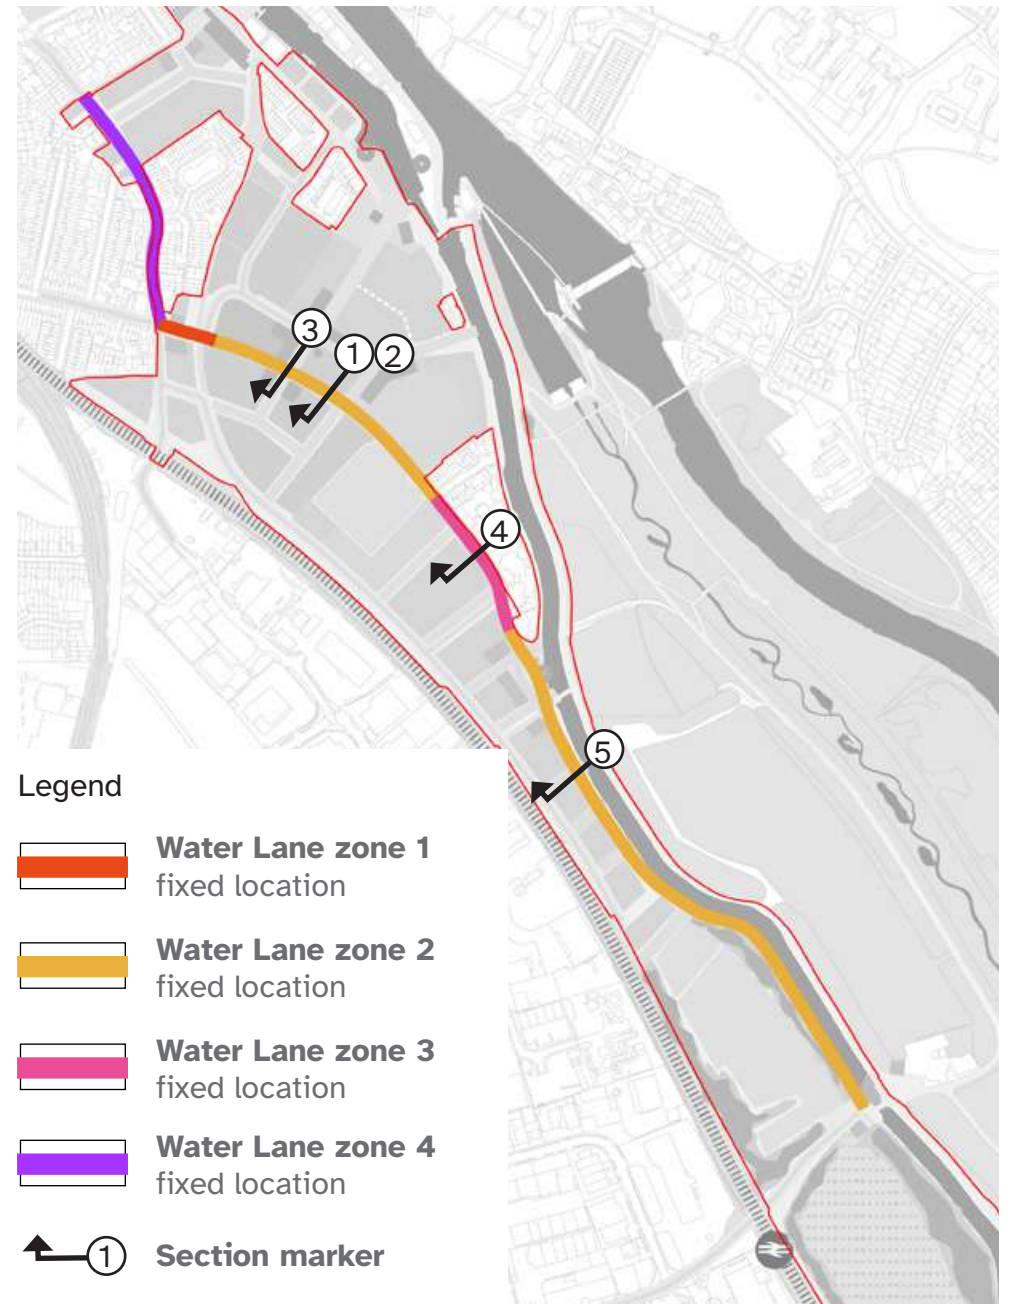 3
1
2
4
5
Legend
Water Lane zone 1
fixed location
Water Lane zone 2
fixed location
Water Lane zone 3
fixed location
Water Lane zone 4
fixed location
1
Section marker